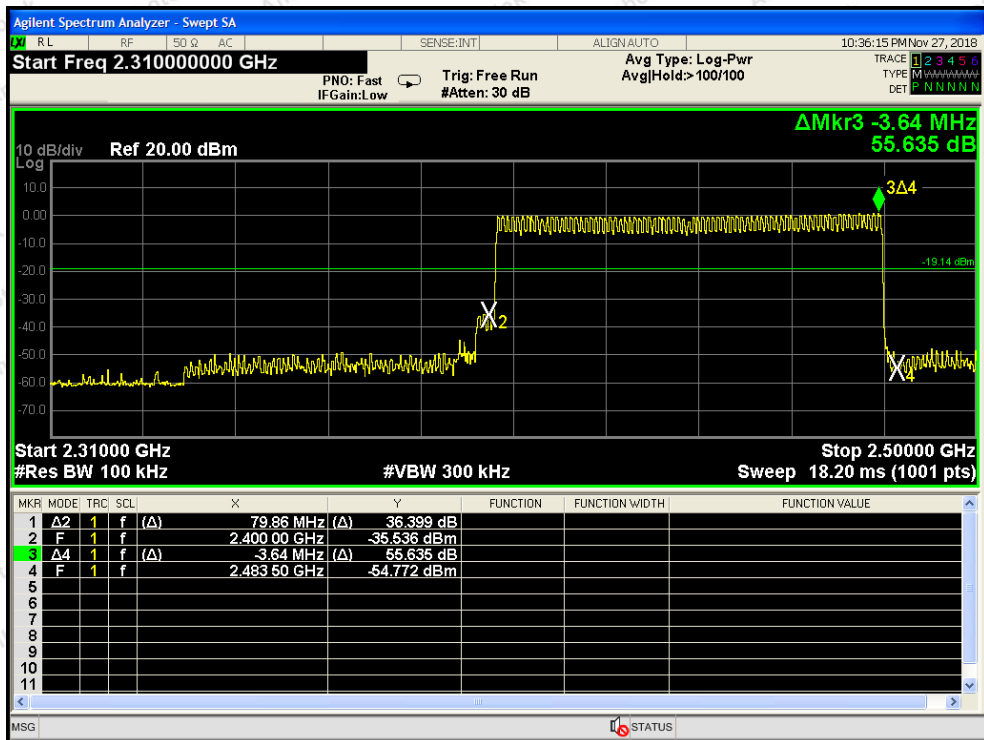 Agilent Spectrum Analyzer - Swept SA
LXI RL RF 50 Ω AC SENSE:INT ALIGN AUTO 10:36:15 PM Nov 27, 2018
Start Freq 2.310000000 GHz
PNO: Fast
IFGain:Low
Trig: Free Run
#Atten: 30 dB
Avg Type: Log-Pwr
Avg|Hold:> 100/100
TRACE 1 2 3 4 5 6
TYPE M WWWWW
DET P N N N N N
ΔMkr3 -3.64 MHz
55.635 dB
10 dB/div Ref 20.00 dBm
Log
10.0
0.00
-10.0
-20.0
-30.0
-40.0
-50.0
-60.0
-70.0
3Δ4
-19.14 dBm
2
4
Start 2.31000 GHz Stop 2.50000 GHz
#Res BW 100 kHz #VBW 300 kHz Sweep 18.20 ms (1001 pts)
MKR MODE TRC SCL X Y FUNCTION FUNCTION WIDTH FUNCTION VALUE
1 Δ2 1 f (Δ) 79.86 MHz (Δ) 36.399 dB
2 F 1 f 2.400 00 GHz -35.536 dBm
3 Δ4 1 f (Δ) -3.64 MHz (Δ) 55.635 dB
4 F 1 f 2.483 50 GHz -54.772 dBm
5
6
7
8
9
10
11
MSG STATUS